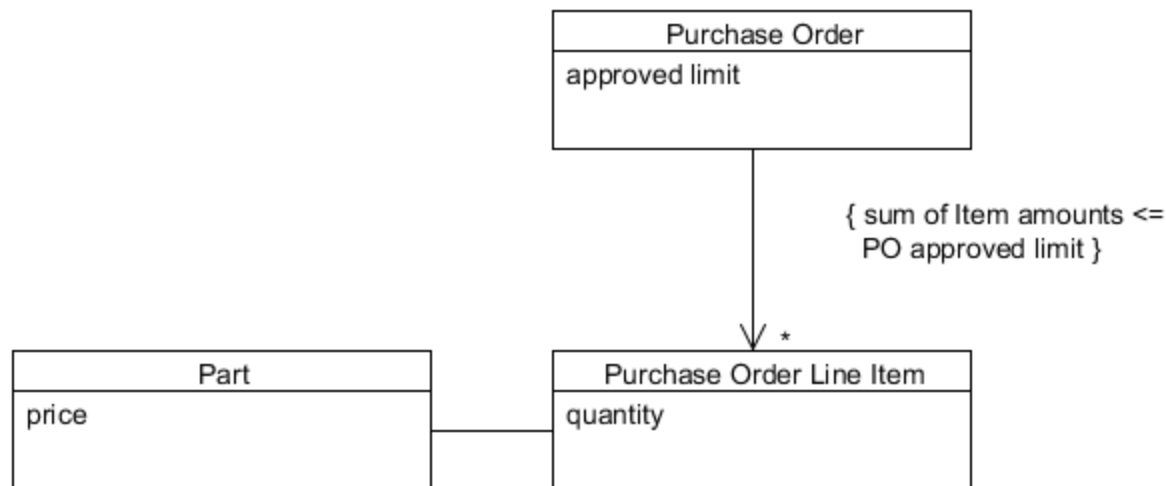 Purchase Order
approved limit
{ sum of Item amounts <=
PO approved limit }
*
Part
price
Purchase Order Line Item
quantity